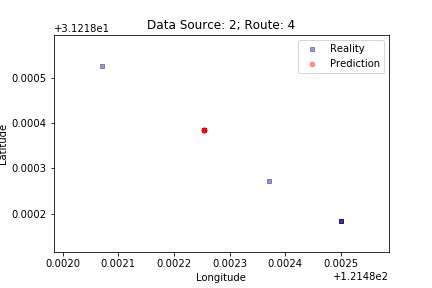 Data Source: 2; Route: 4
+3.1218e1
Reality
Prediction
0.0005
0.0004
0.0003
0.0002
Latitude
0.0020 0.0021 0.0022 0.0023 0.0024 0.0025
Longitude
+1.2148e2